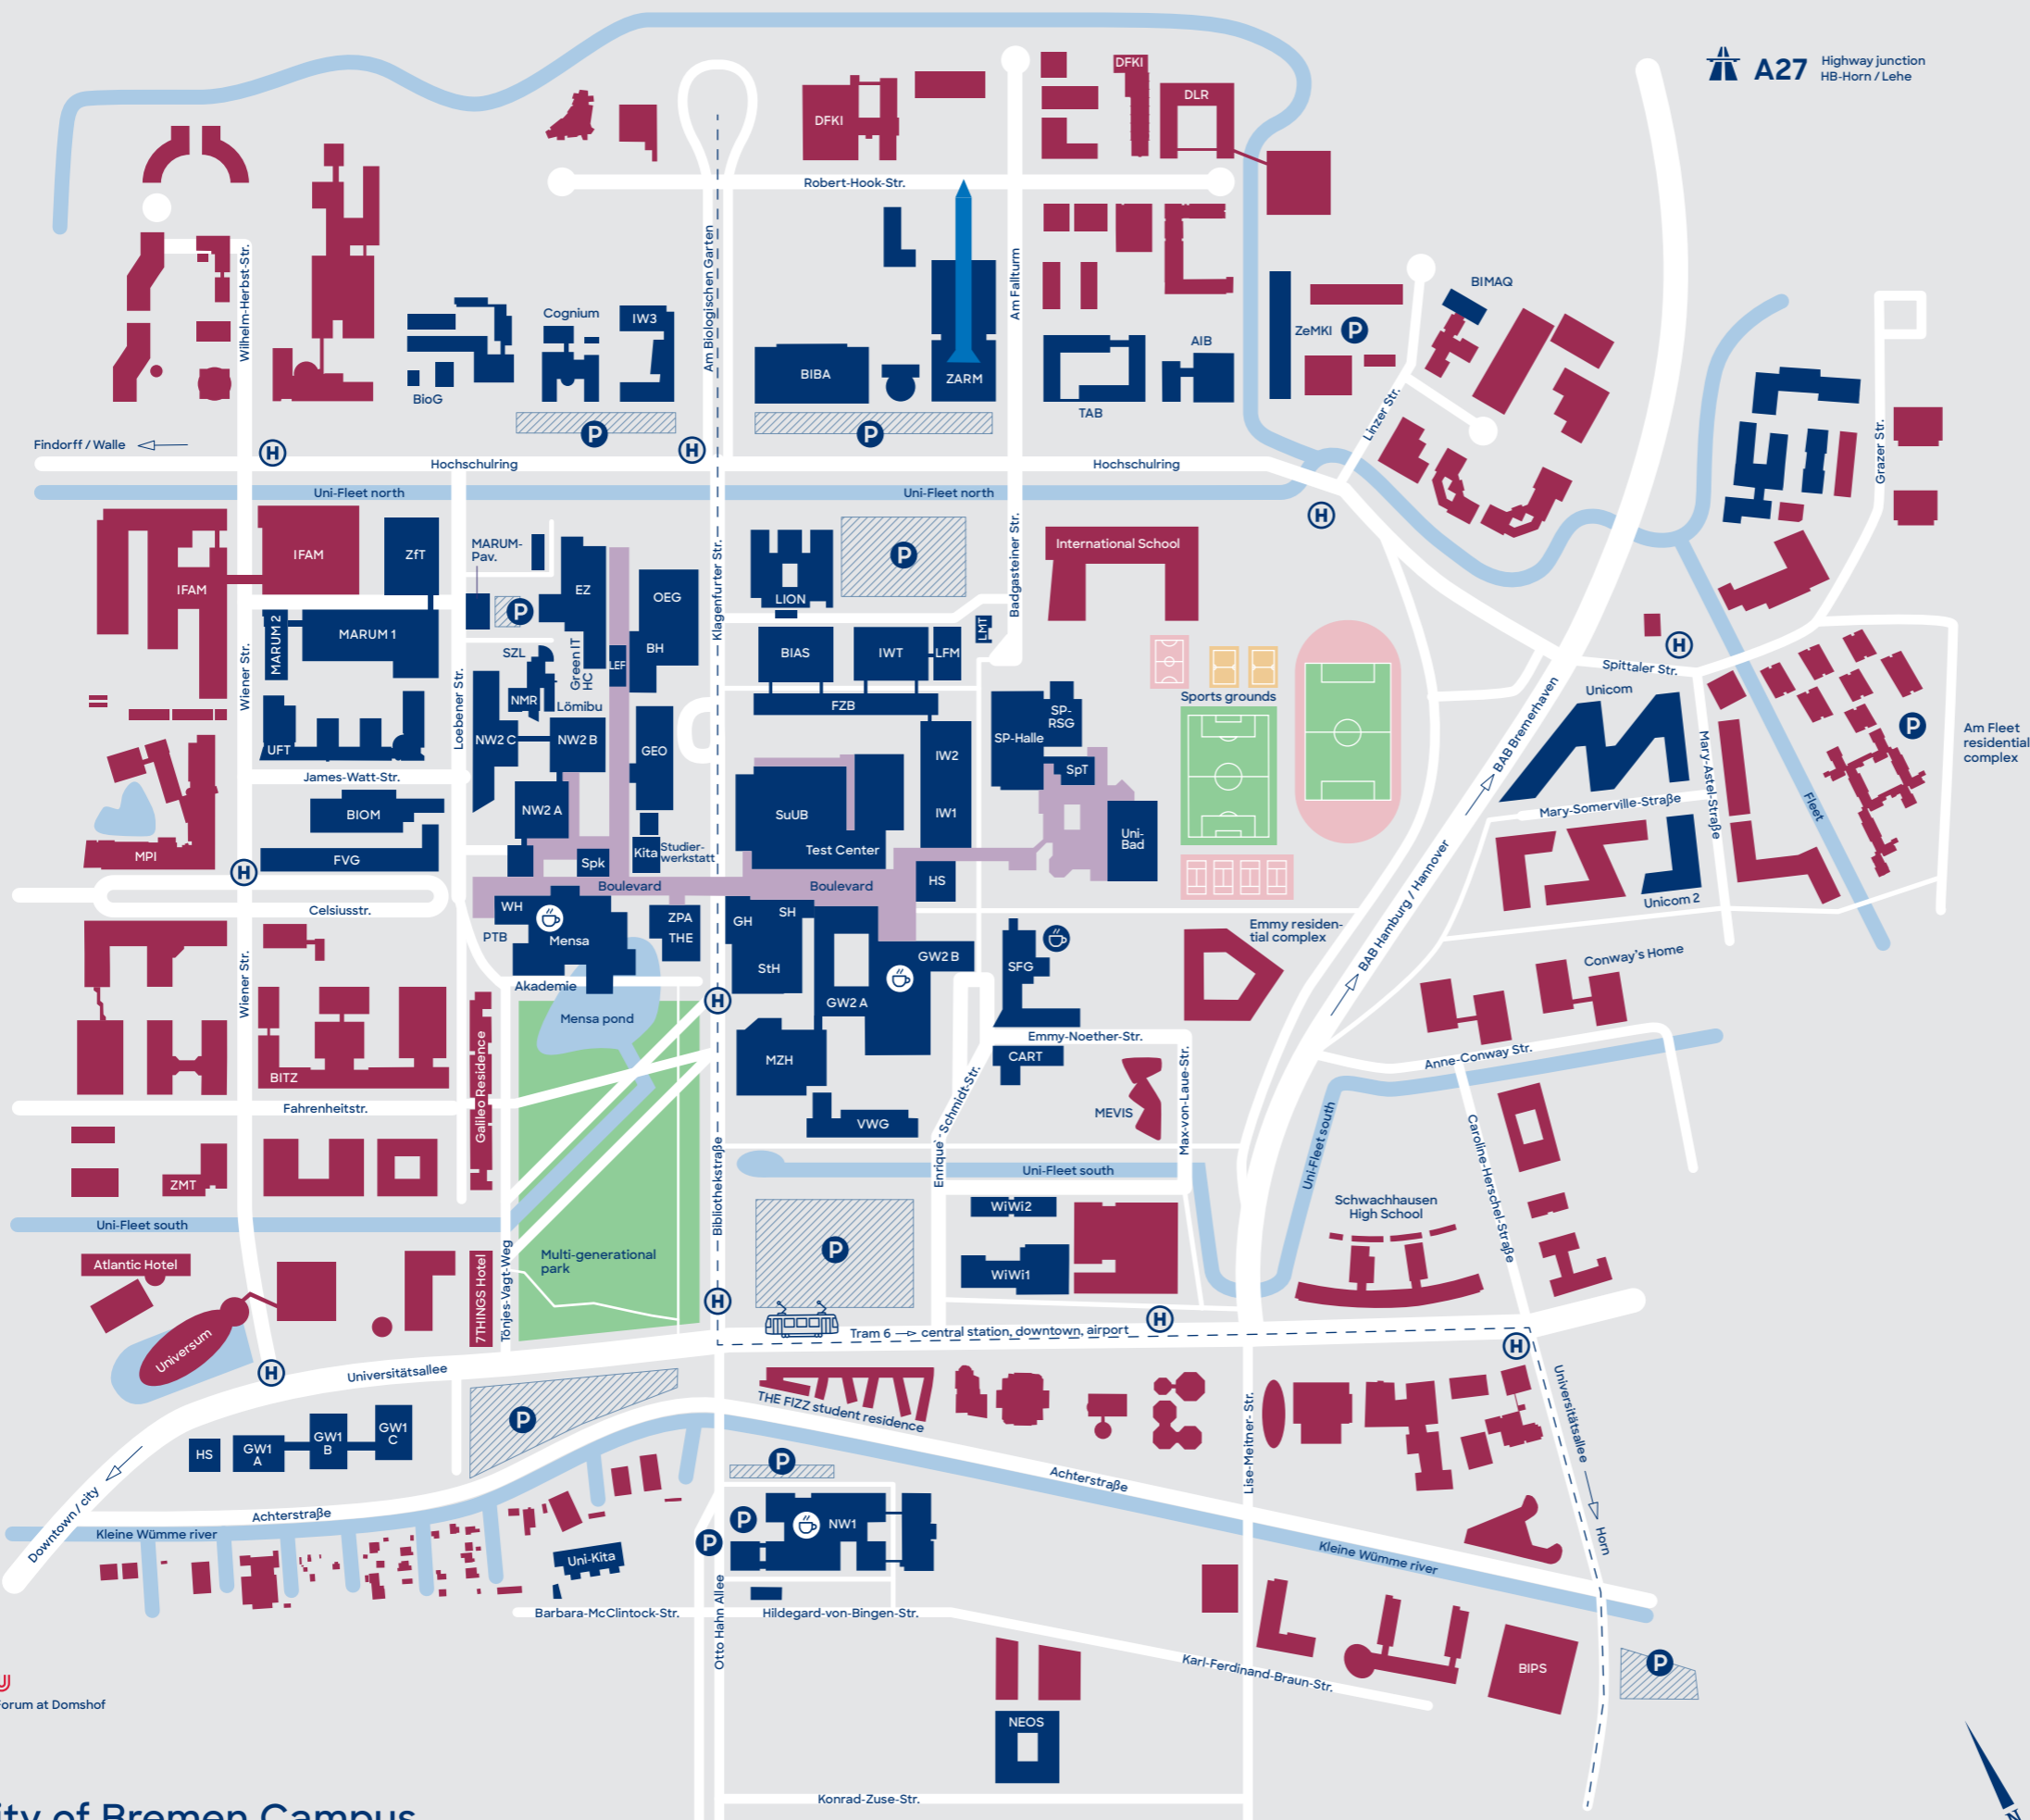 A27
Highway junction
HB-Horn / Lehe
DFKI
DLR
DFKI
Robert-Hook-Str.
Wilhelm-Herbst-Str.
Am Biologischen Garten
Am Fallturm
BIMAQ
Cognium
IW3
ZeMKI
P
AIB
BIBA
ZARM
BioG
TAB
Linzer Str.
Grazer Str.
P
P
Findorff / Walle
H
H
Hochschulring
Hochschulring
Uni-Fleet north
Uni-Fleet north
H
IFAM
IFAM
ZfT
MARUM-
Pav.
P
EZ
OEG
Klagenfurter Str.
LION
P
Badgasteiner Str.
International School
MARUM 2
MARUM 1
SZL
Green IT
HC
LEF
BH
BIAS
IWT
LFM
LMT
H
Spittaler Str.
Wiener Str.
Loebener Str.
NMR
Lömibu
FZB
SP-
RSG
Sports grounds
Unicom
P
Am Fleet
residential
complex
UFT
NW2 C
NW2 B
GEO
SP-Halle
IW2
SpT
BAB Bremerhaven
Mary-Astel-Straße
James-Watt-Str.
NW2 A
SuUB
IW1
Mary-Somerville-Straße
Fleet
BIOM
Uni-
Bad
MPI
FVG
Spk
Kita
Studier-
werkstatt
Test Center
H
Boulevard
Boulevard
HS
Celsiusstr.
WH
ZPA
THE
GH
SH
Unicom 2
PTB
Mensa
Emmy residen-
tial complex
BAB Hamburg / Hannover
Conway's Home
StH
GW2 B
SFG
Akademie
H
GW2 A
Wiener Str.
Mensa pond
Emmy-Noether-Str.
MZH
CART
Anne-Conway Str.
BITZ
Galileo Residence
Fahrenheitstr.
VWG
MEVIS
Enrique-Schmidt-Str.
Max-von-Laue-Str.
Caroline-Herschel-Straße
ZMT
Bibliothekstraße
Uni-Fleet south
Uni-Fleet south
Uni-Fleet south
WiWi2
Schwachhausen
High School
Atlantic Hotel
7THINGS Hotel
Tönjes-Vagt-Weg
Multi-generational
park
P
WiWi1
H
H
Universum
Tram 6
central station, downtown, airport
H
H
Universitätsallee
THE FIZZ student residence
Universitätsallee
P
HS
GW1
A
GW1
B
GW1
C
P
Achterstraße
Lise-Meitner- Str.
Horn
Downtown / city
Achterstraße
Kleine Wümme river
P
P
NW1
Uni-Kita
Kleine Wümme river
Barbara-McClintock-Str.
Hildegard-von-Bingen-Str.
Otto Hahn Allee
Karl-Ferdinand-Braun-Str.
BIPS
P
Forum at Domshof
NEOS
Konrad-Zuse-Str.
ity of Bremen Campus
N